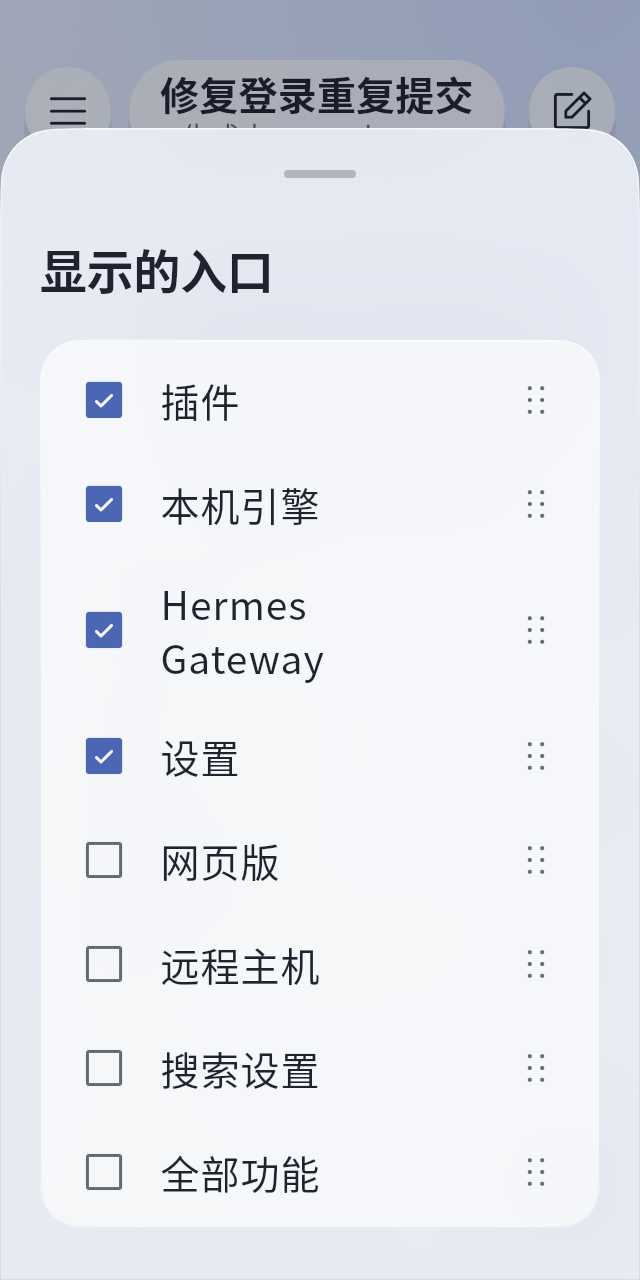 修复登录重复提交
显示的入口
插件
本机引擎
Hermes
Gateway
设置
网页版
远程主机
搜索设置
全部功能